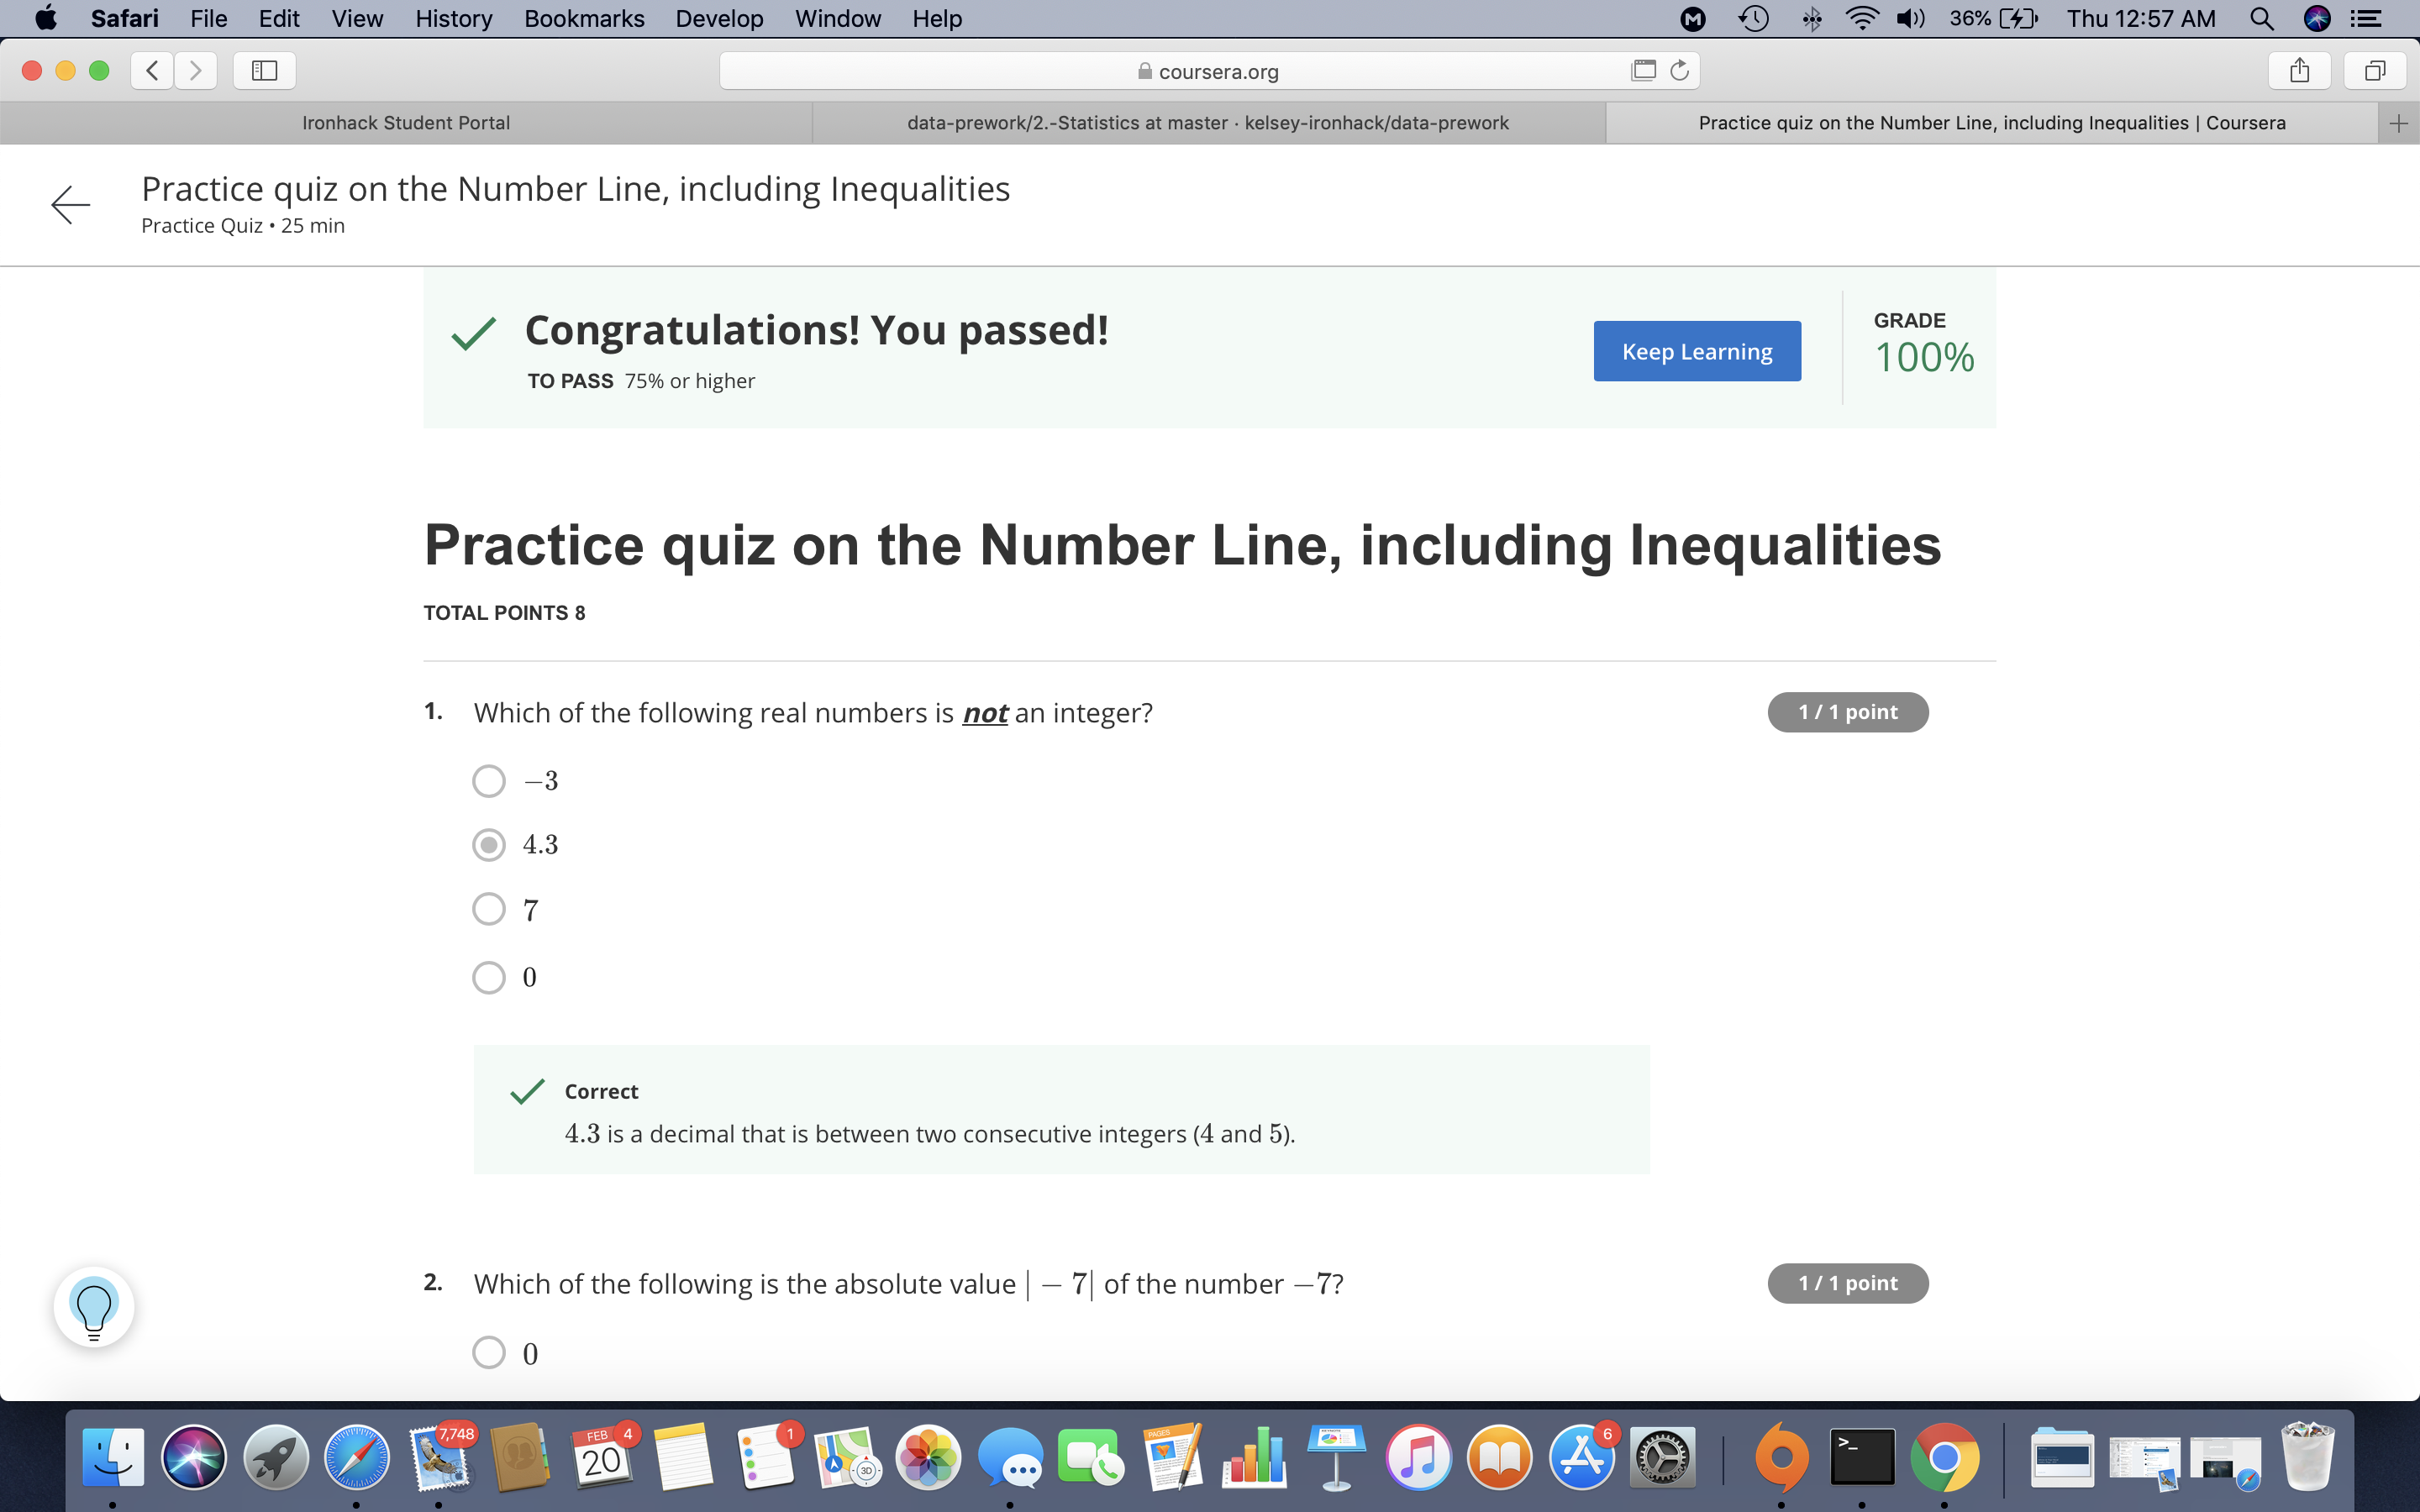 Safari File Edit View History Bookmarks Develop Window Help 36% Thu 12:57 AM
coursera.org
Ironhack Student Portal
data-prework/2.-Statistics at master · kelsey-ironhack/data-prework
Practice quiz on the Number Line, including Inequalities | Coursera
Practice quiz on the Number Line, including Inequalities
Practice Quiz • 25 min
Congratulations! You passed!
TO PASS 75% or higher
Keep Learning
GRADE
100%
Practice quiz on the Number Line, including Inequalities
TOTAL POINTS 8
1. Which of the following real numbers is not an integer?
1 / 1 point
−3
4.3
7
0
Correct
4.3 is a decimal that is between two consecutive integers (4 and 5).
2. Which of the following is the absolute value | − 7| of the number −7?
1 / 1 point
0
7,748
FEB
4
20
1
3D
PAGES
6
>_